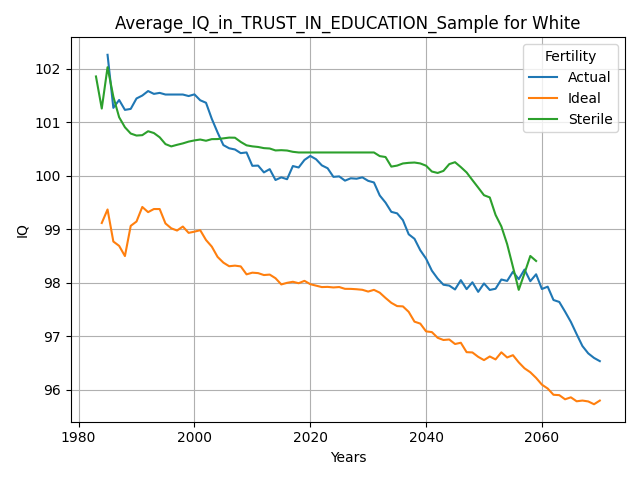 Average_IQ_in_TRUST_IN_EDUCATION_Sample for White
Fertility
Actual
Ideal
Sterile
102
101
100
99
98
97
96
IQ
1980
2000
2020
2040
2060
Years